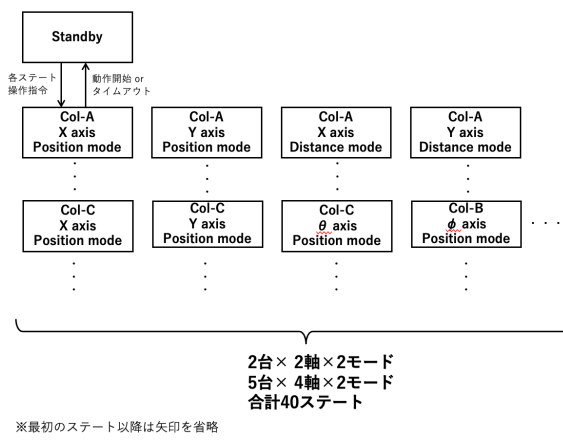 Standby
各ステート
操作指令
動作開始 or
タイムアウト
Col-A
X axis
Position mode
Col-A
Y axis
Position mode
Col-A
X axis
Distance mode
Col-A
Y axis
Distance mode
Col-C
X axis
Position mode
Col-C
Y axis
Position mode
Col-C
θ axis
Position mode
Col-B
ϕ axis
Position mode
2台× 2軸×2モード
5台× 4軸×2モード
合計40ステート
※最初のステート以降は矢印を省略